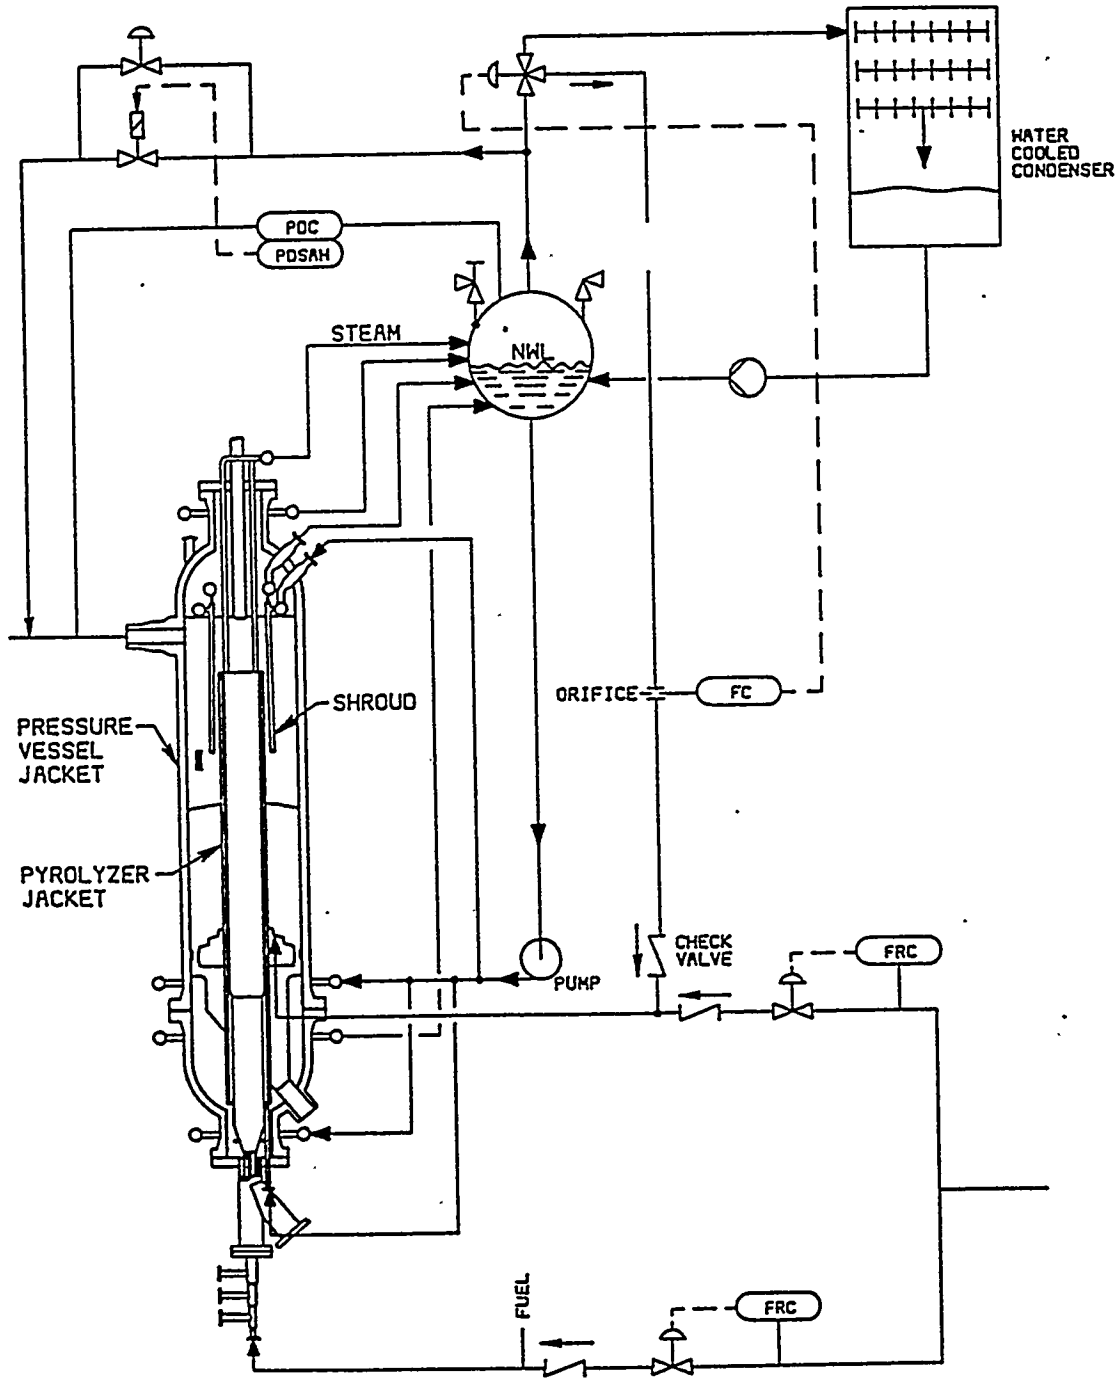 WATER
COOLED
CONDENSER
PDC
PDSAH
STEAM
NWL
ORIFICE
FC
SHROUD
PRESSURE
VESSEL
JACKET
PYROLYZER
JACKET
CHECK
VALVE
FRC
PUMP
FUEL
FRC